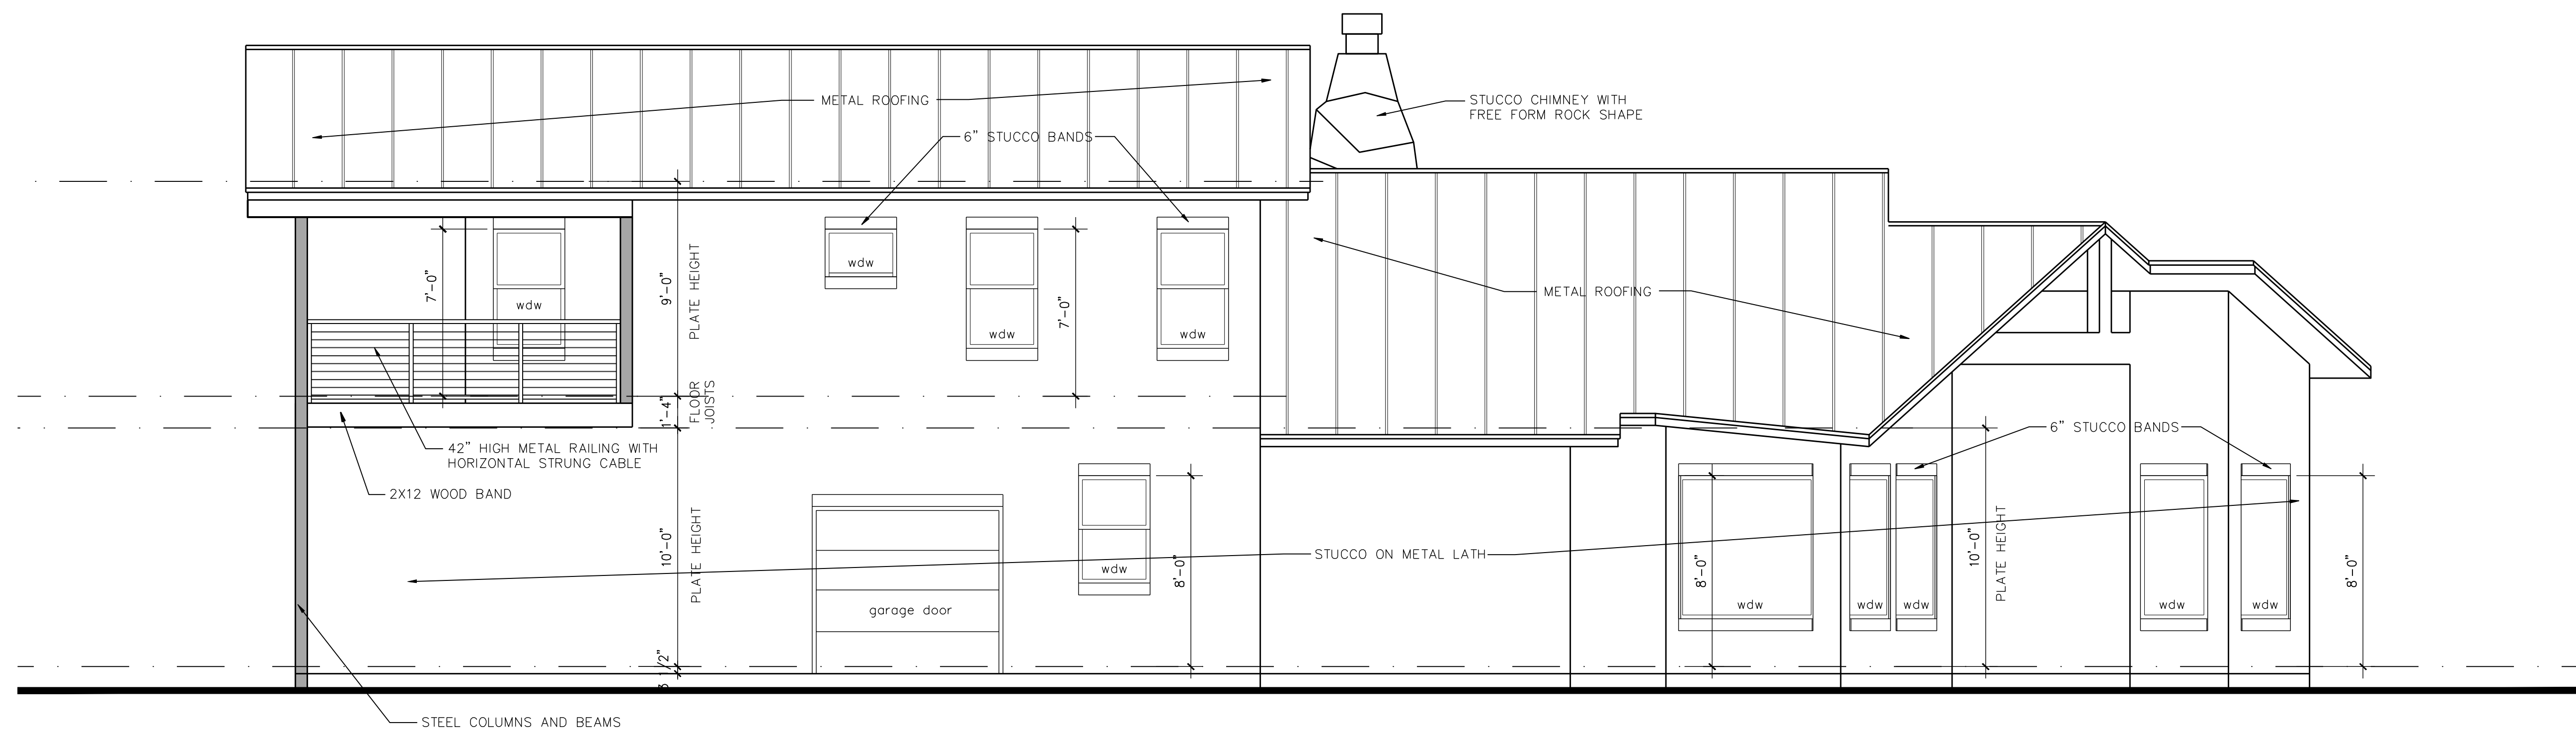 METAL ROOFING
STUCCO CHIMNEY WITH
FREE FORM ROCK SHAPE
6" STUCCO BANDS
7'-0"
wdw
9'-0"
PLATE HEIGHT
wdw
wdw
7'-0"
wdw
METAL ROOFING
1'-4"
FLOOR
JOISTS
42" HIGH METAL RAILING WITH
HORIZONTAL STRUNG CABLE
2X12 WOOD BAND
6" STUCCO BANDS
10'-0"
PLATE HEIGHT
garage door
wdw
8'-0"
STUCCO ON METAL LATH
8'-0"
wdw
wdw
wdw
10'-0"
PLATE HEIGHT
wdw
wdw
8'-0"
3 1/2"
STEEL COLUMNS AND BEAMS